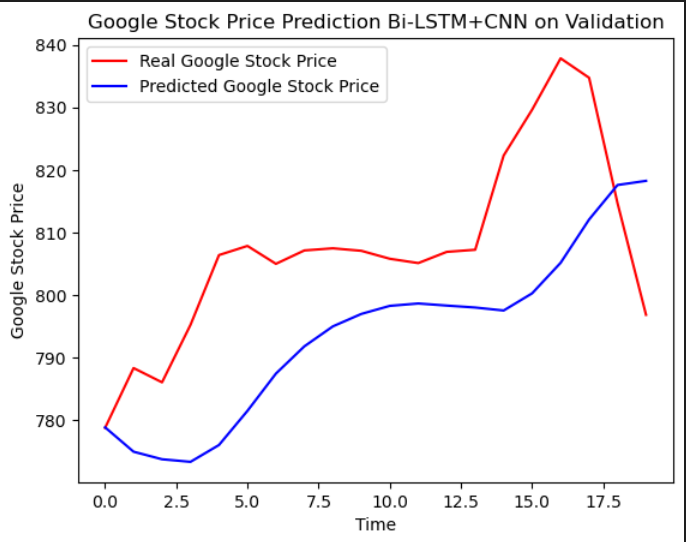 Google Stock Price Prediction Bi-LSTM+CNN on Validation
Real Google Stock Price
Predicted Google Stock Price
840
830
820
810
800
790
780
Google Stock Price
0.0 2.5 5.0 7.5 10.0 12.5 15.0 17.5
Time